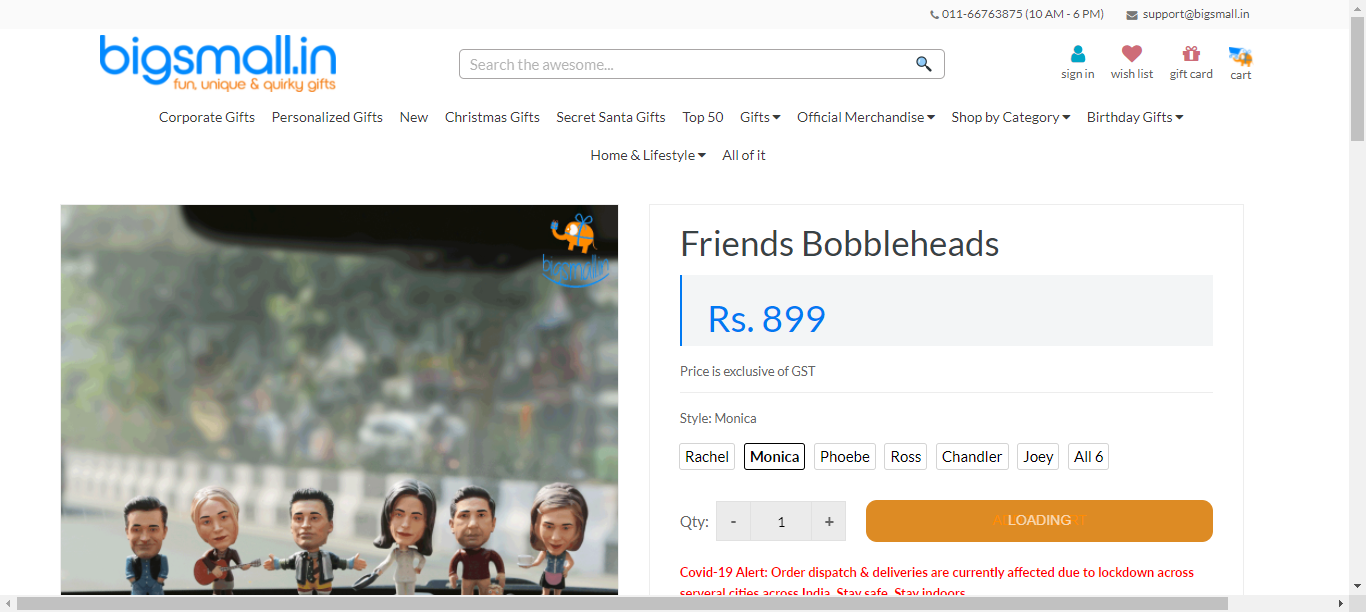 011-66763875 (10 AM - 6 PM) support@bigsmall.in
bigsmall.in
fun, unique & quirky gifts
Search the awesome...
sign in wish list gift card cart
Corporate Gifts Personalized Gifts New Christmas Gifts Secret Santa Gifts Top 50 Gifts Official Merchandise Shop by Category Birthday Gifts
Home & Lifestyle All of it
bigsmall.in
Friends Bobbleheads
Rs. 899
Price is exclusive of GST
Style: Monica
Rachel Monica Phoebe Ross Chandler Joey All 6
Qty: - 1 + LOADING
Covid-19 Alert: Order dispatch & deliveries are currently affected due to lockdown across
serveral cities across India. Stay safe. Stay indoors.